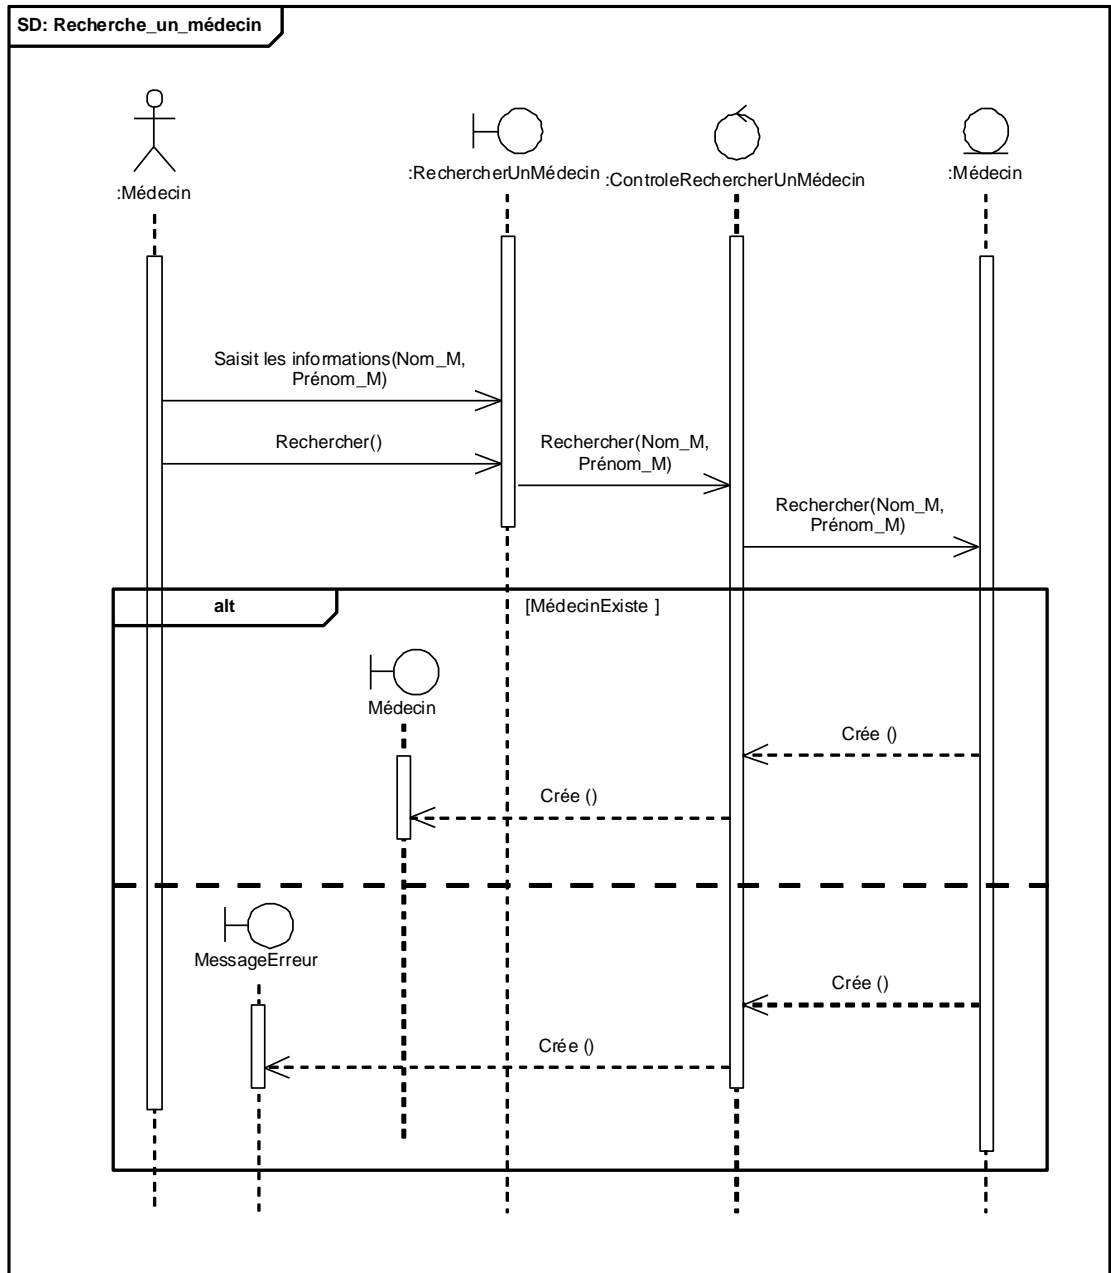 SD: Recherche_un_médecin
:Médecin
:RechercherUnMédecin
:ControleRechercherUnMédecin
:Médecin
Saisit les informations(Nom_M,
Prénom_M)
Rechercher()
Rechercher(Nom_M,
Prénom_M)
Rechercher(Nom_M,
Prénom_M)
alt
[MédecinExiste ]
Médecin
Crée ()
Crée ()
MessageErreur
Crée ()
Crée ()